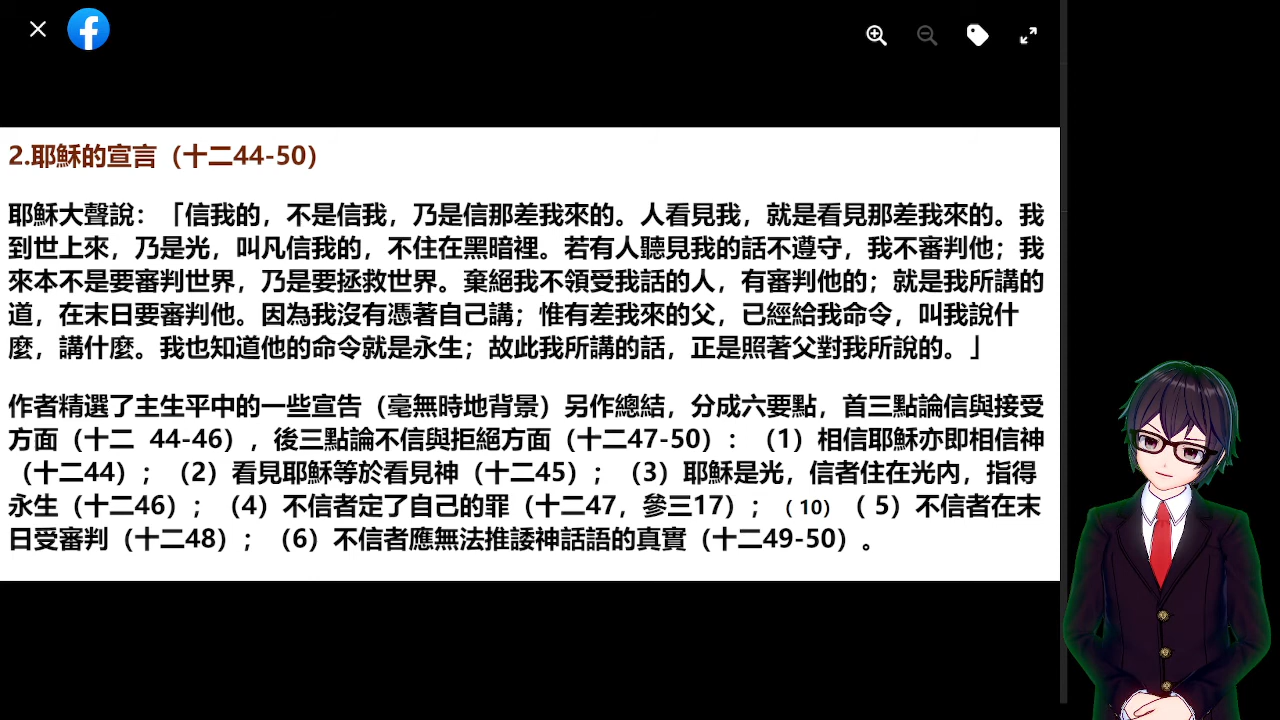 2.耶穌的宣言（十二44-50）
耶穌大聲說：「信我的，不是信我，乃是信那差我來的。人看見我，就是看見那差我來的。我
到世上來，乃是光，叫凡信我的，不住在黑暗裡。若有人聽見我的話不遵守，我不審判他；我
來本不是要審判世界，乃是要拯救世界。棄絕我不領受我話的人，有審判他的；就是我所講的
道，在末日要審判他。因為我沒有憑著自己講；惟有差我來的父，已經給我命令，叫我說什
麼，講什麼。我也知道他的命令就是永生；故此我所講的話，正是照著父對我所說的。」
作者精選了主生平中的一些宣告（毫無時地背景）另作總結，分成六要點，首三點論信與接受
方面（十二 44-46），後三點論不信與拒絕方面（十二47-50）：（1）相信耶穌亦即相信神
（十二44）；（2）看見耶穌等於看見神（十二45）；（3）耶穌是光，信者住在光內，指得
永生（十二46）；（4）不信者定了自己的罪（十二47，參三17）；（10）（ 5）不信者在末
日受審判（十二48）；（6）不信者應無法推諉神話語的真實（十二49-50）。